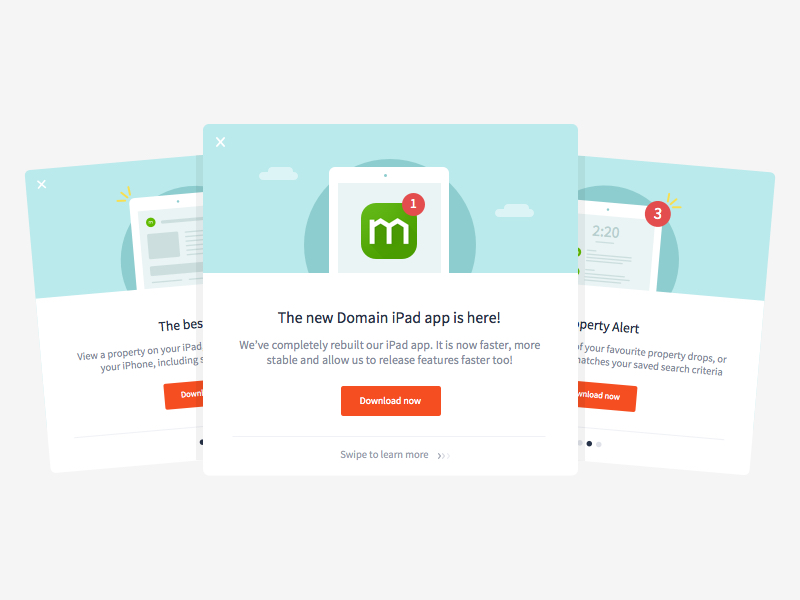 1
The new Domain iPad app is here!
We've completely rebuilt our iPad app. It is now faster, more
stable and allow us to release features faster too!
Download now
Swipe to learn more
The bes
View a property on your iPad
your iPhone, including s
Downl
2:20
3
perty Alert
of your favourite property drops, or
atches your saved search criteria
wnload now